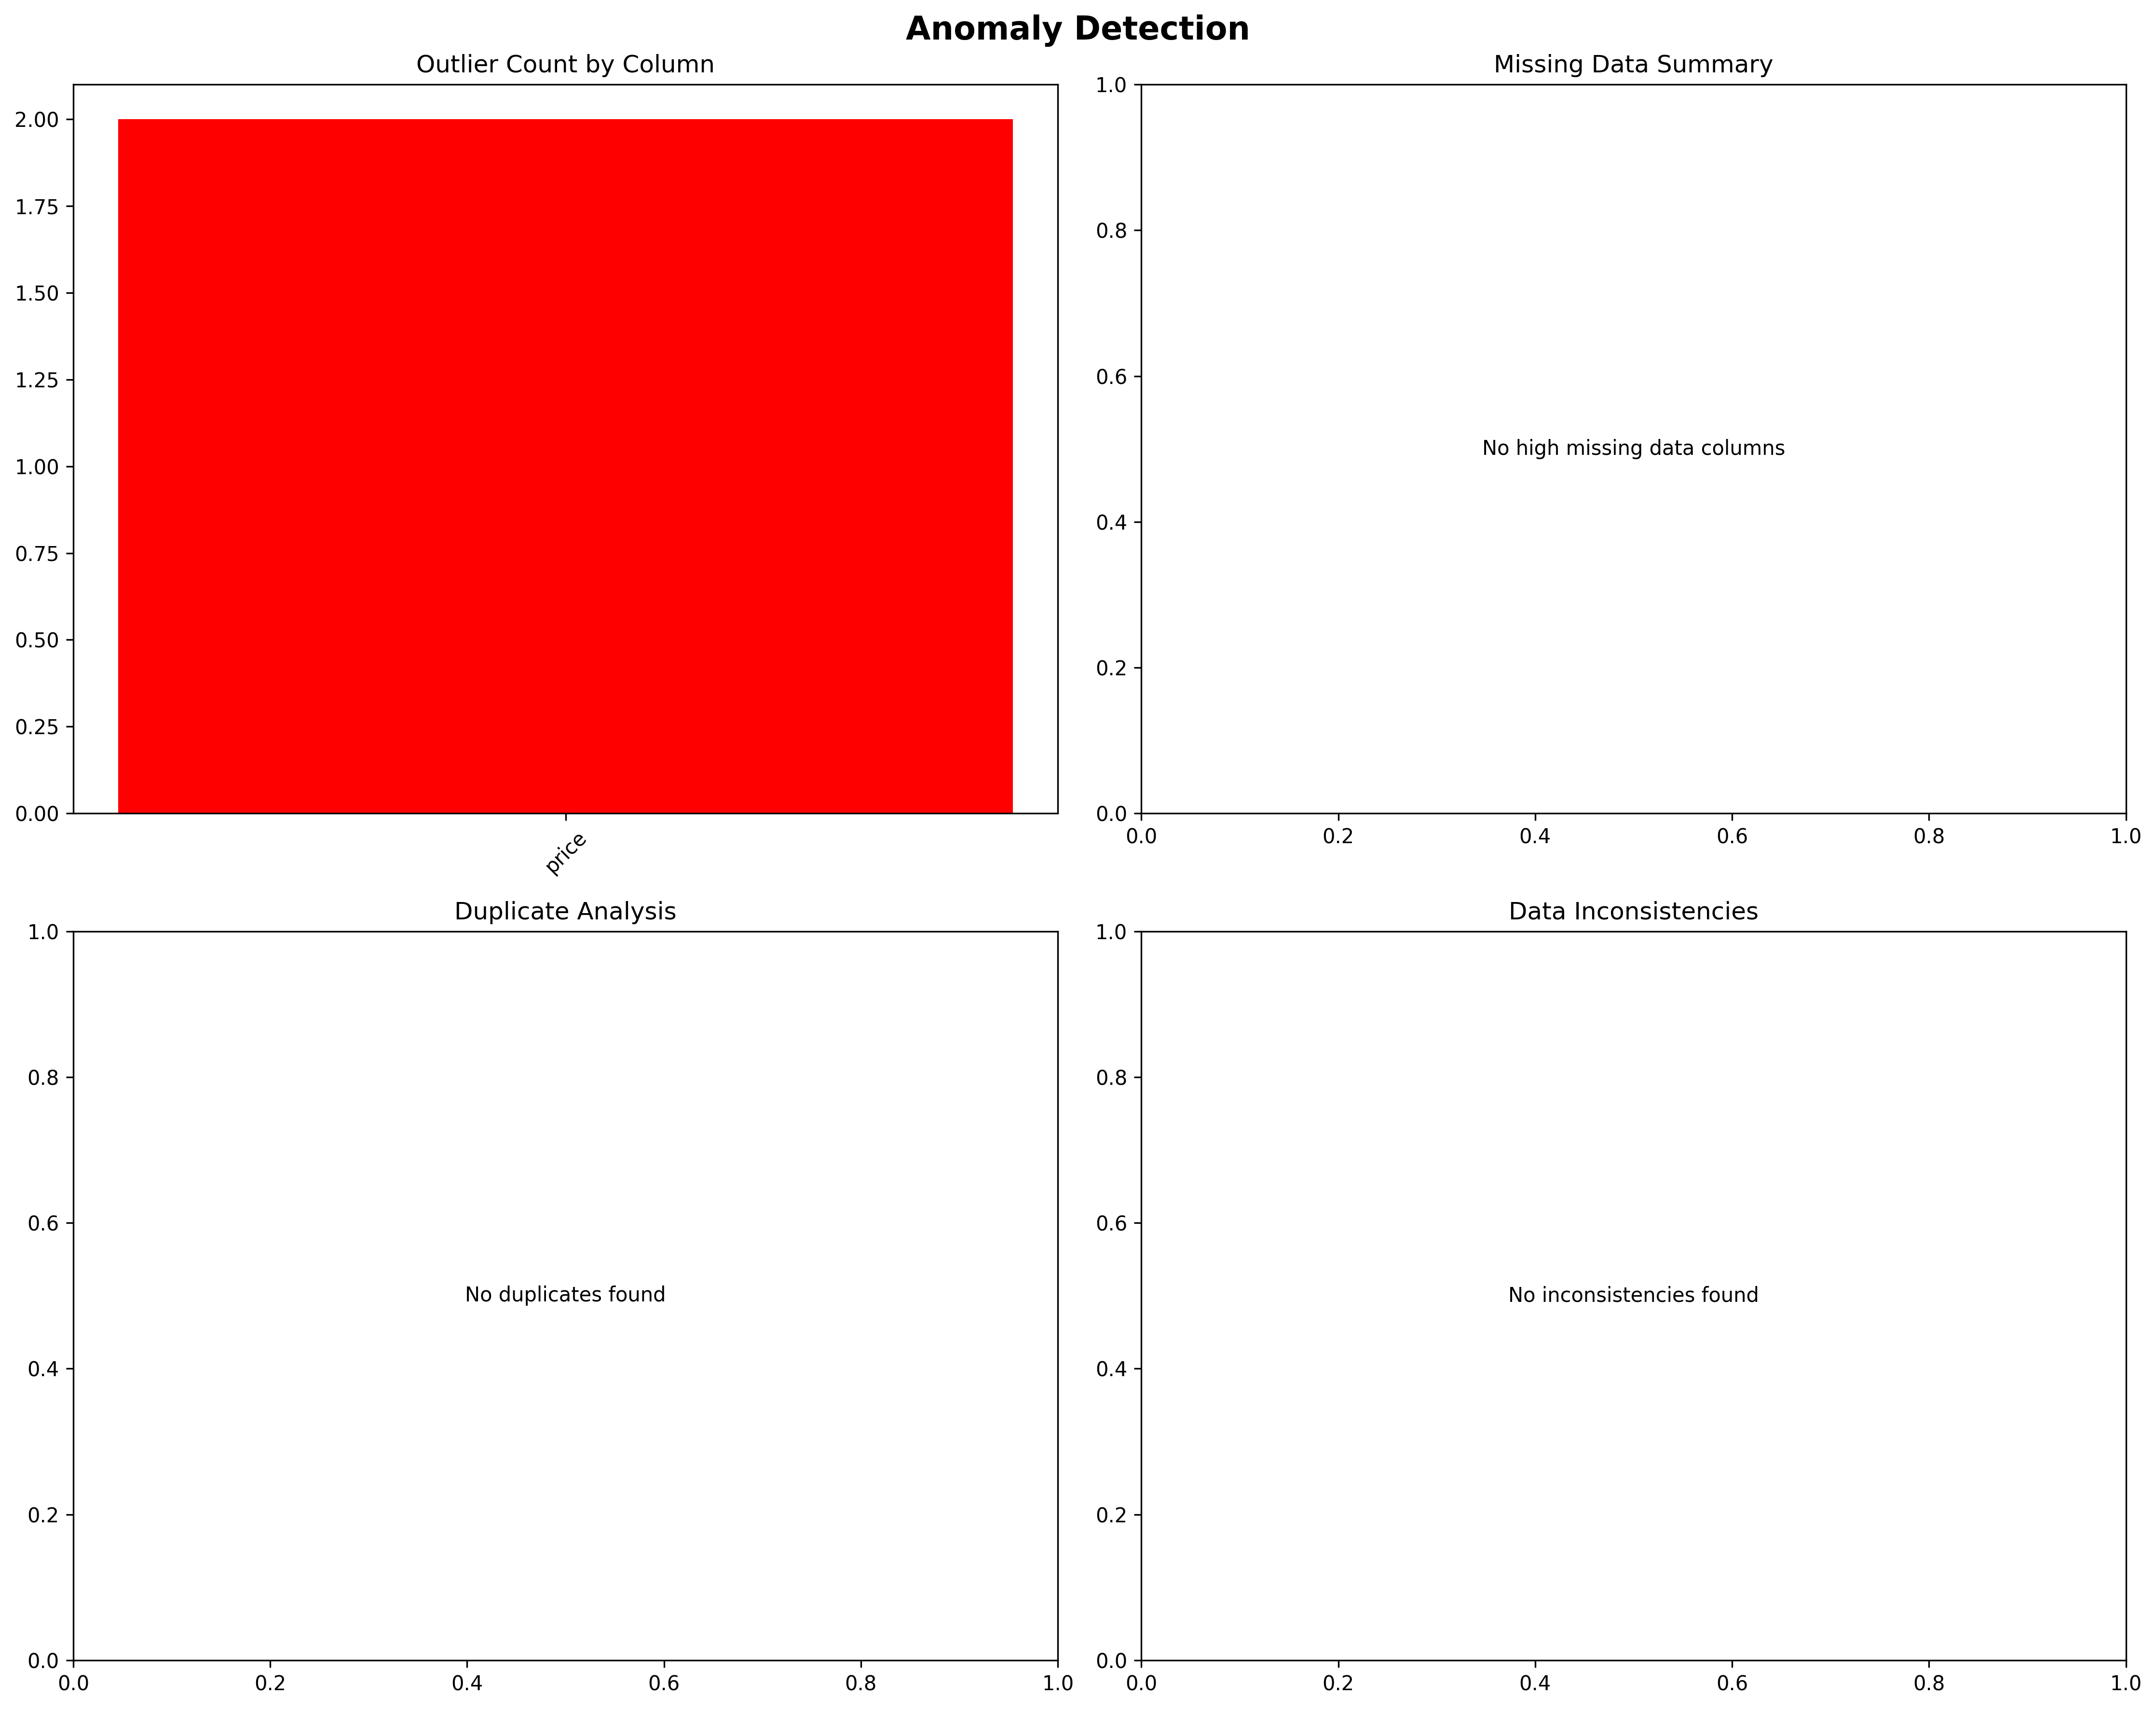 Anomaly Detection
Outlier Count by Column
2.00
1.75
1.50
1.25
1.00
0.75
0.50
0.25
0.00
price
Missing Data Summary
1.0
0.8
0.6
0.4
0.2
0.0
No high missing data columns
0.0 0.2 0.4 0.6 0.8 1.0
Duplicate Analysis
1.0
0.8
0.6
0.4
0.2
0.0
No duplicates found
0.0 0.2 0.4 0.6 0.8 1.0
Data Inconsistencies
1.0
0.8
0.6
0.4
0.2
0.0
No inconsistencies found
0.0 0.2 0.4 0.6 0.8 1.0